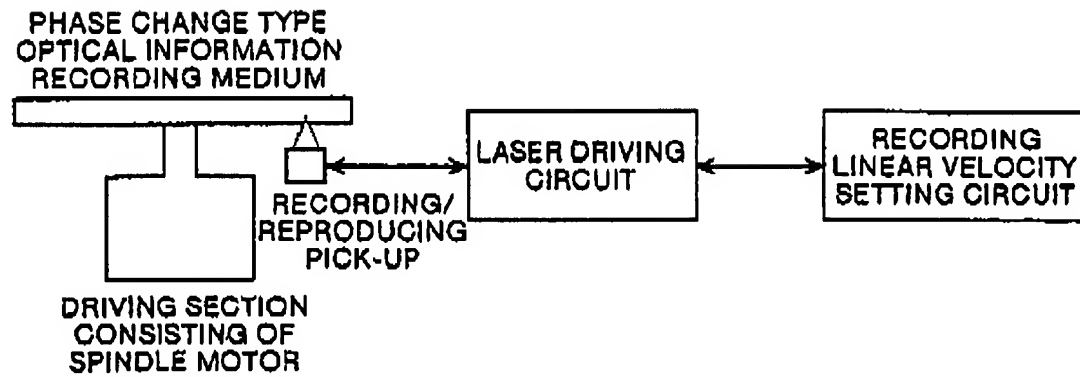 PHASE CHANGE TYPE
OPTICAL INFORMATION
RECORDING MEDIUM
LASER DRIVING
CIRCUIT
RECORDING
LINEAR VELOCITY
SETTING CIRCUIT
RECORDING/
REPRODUCING
PICK-UP
DRIVING SECTION
CONSISTING OF
SPINDLE MOTOR